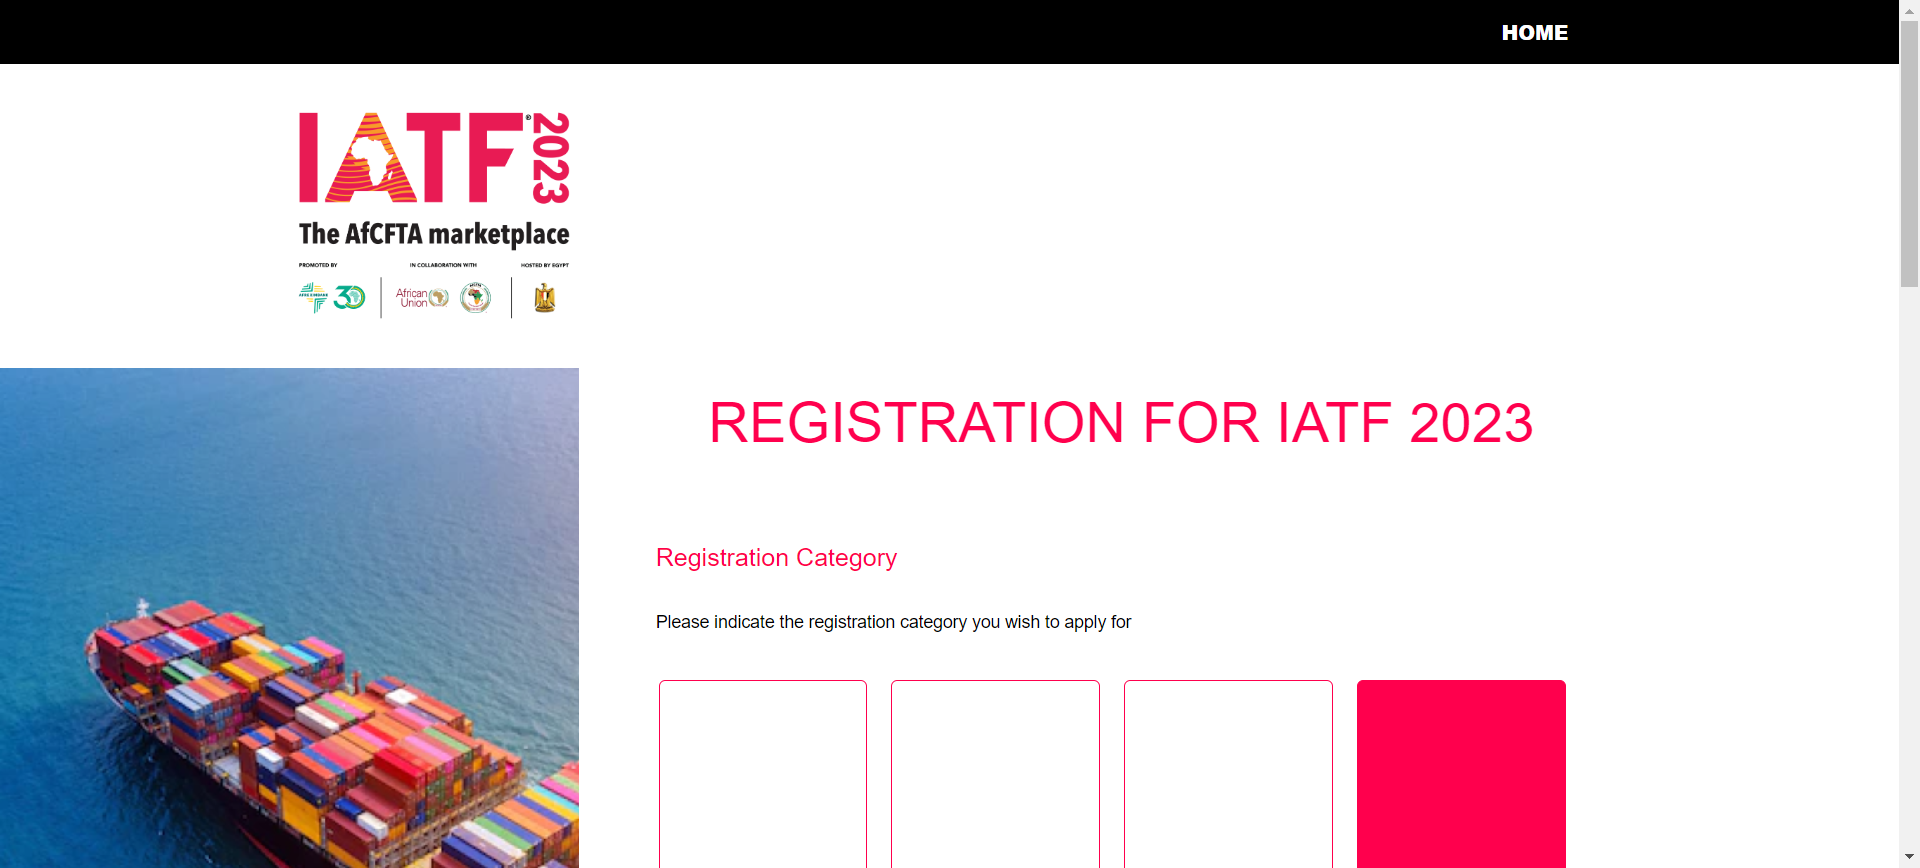 HOME
IATF® 2023
The AfCFTA marketplace
PROMOTED BY
IN COLLABORATION WITH
HOSTED BY EGYPT
AFREXIMBANK
30
African
Union
REGISTRATION FOR IATF 2023
Registration Category
Please indicate the registration category you wish to apply for